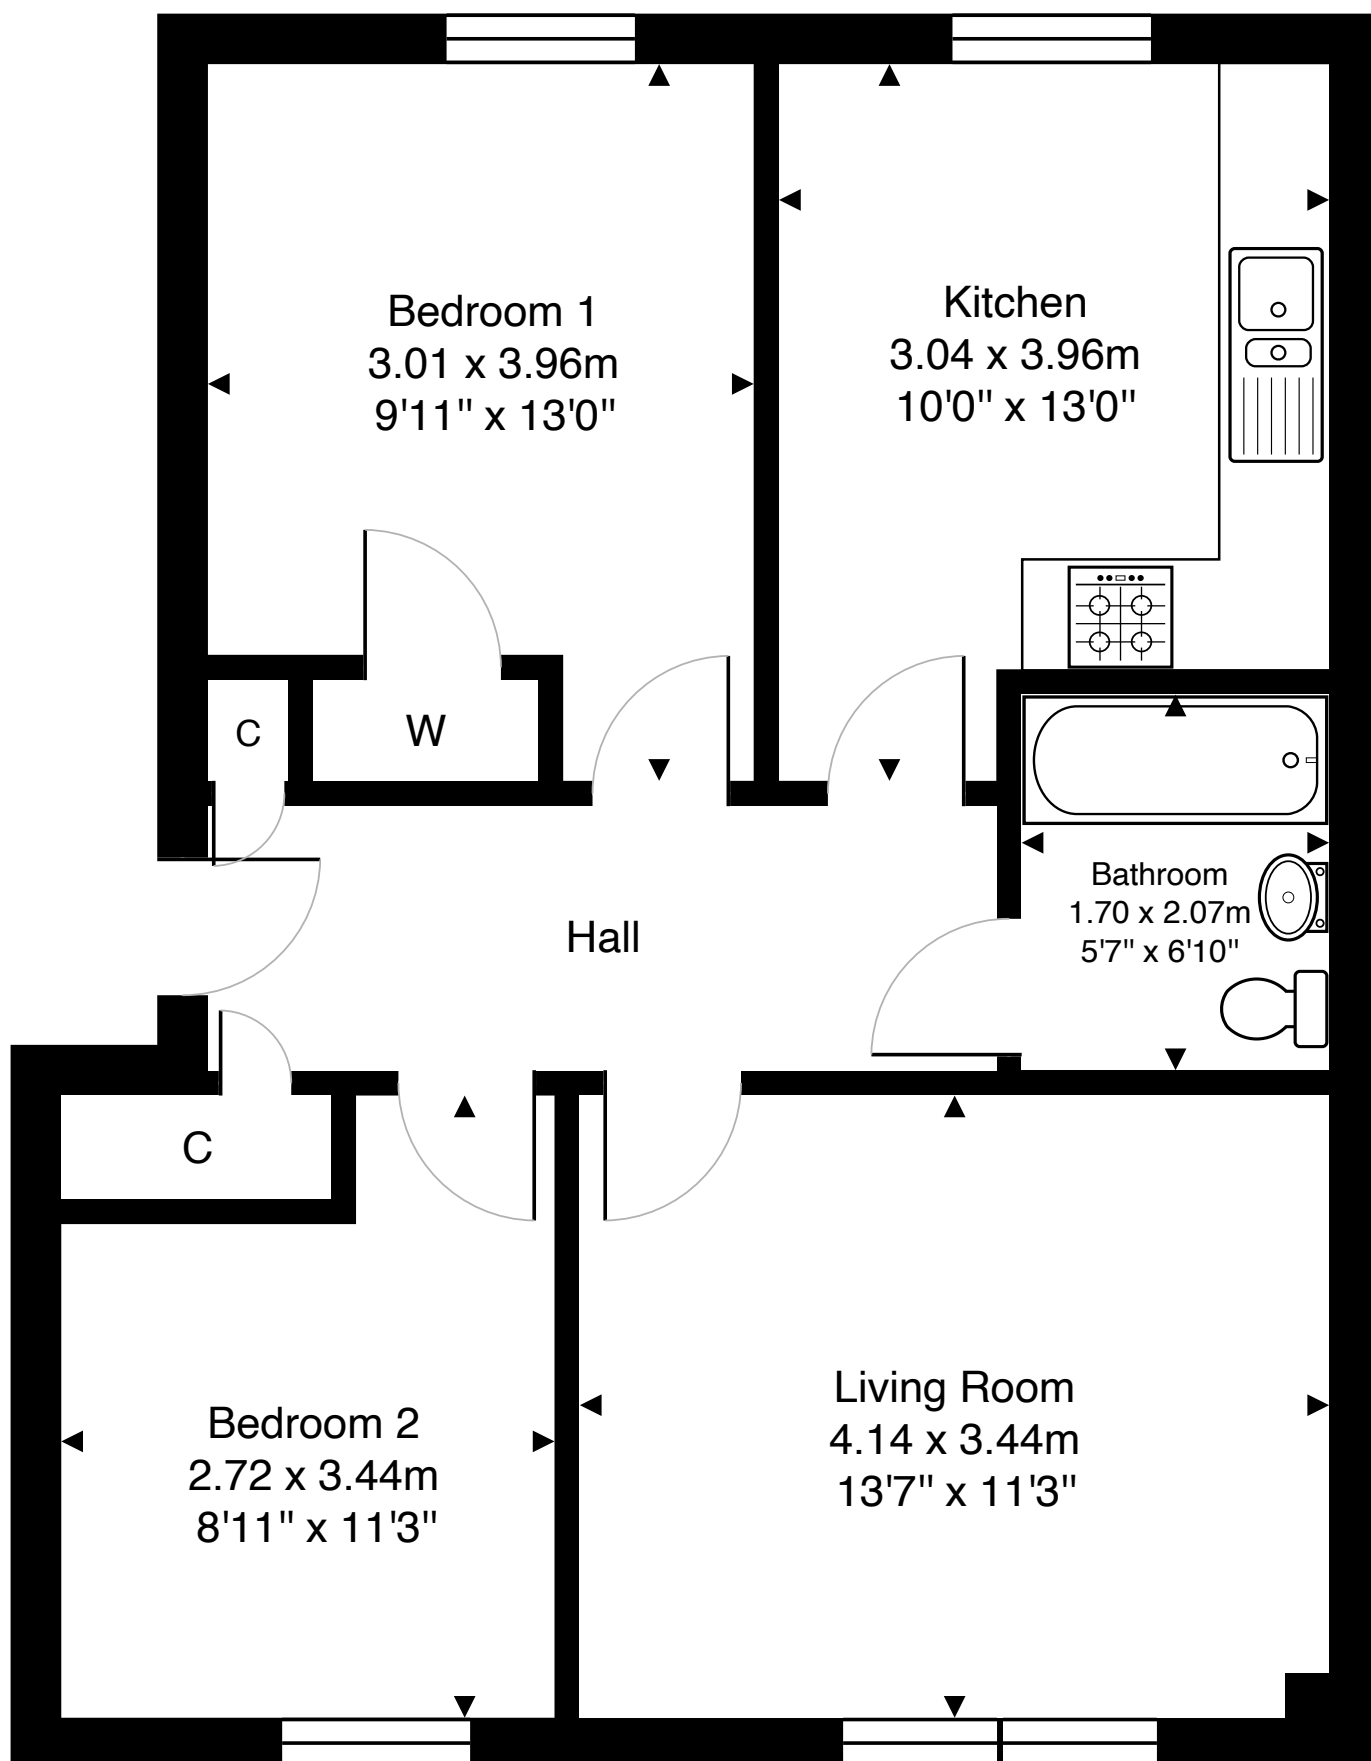 Bedroom 1
3.01 x 3.96m
9'11" x 13'0"
Kitchen
3.04 x 3.96m
10'0" x 13'0"
C
W
Bathroom
1.70 x 2.07m
5'7" x 6'10"
Hall
C
Bedroom 2
2.72 x 3.44m
8'11" x 11'3"
Living Room
4.14 x 3.44m
13'7" x 11'3"